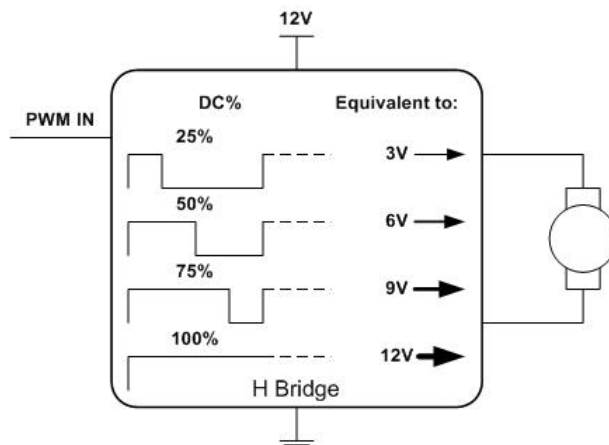 12V
PWM IN
DC% Equivalent to:
25% 3V
50% 6V
75% 9V
100% 12V
H Bridge